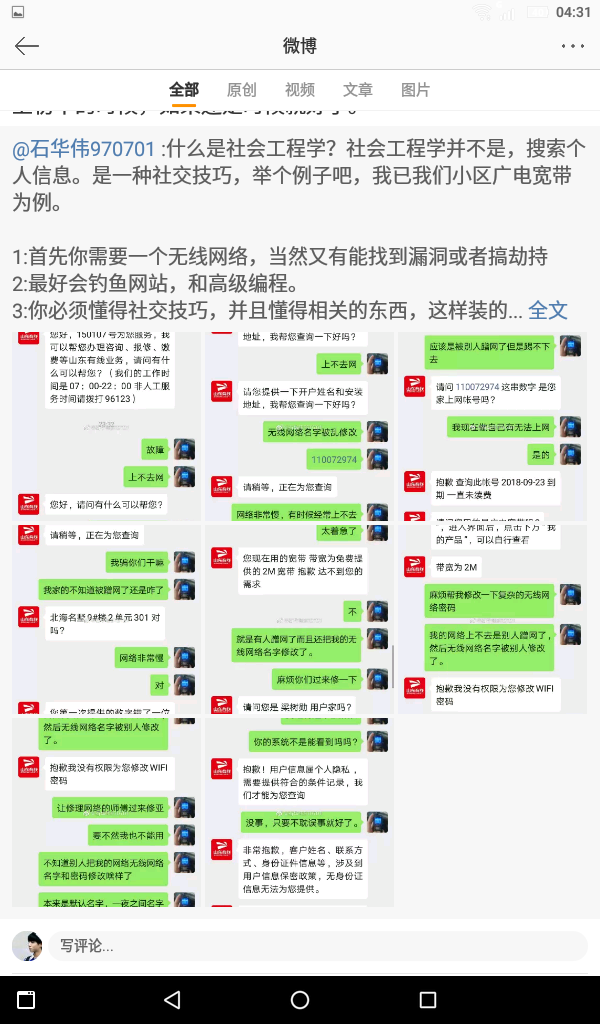 04:31
微博
全部
原创
视频
文章
图片
@石华伟970701 :什么是社会工程学？社会工程学并不是，搜索个
人信息。是一种社交技巧，举个例子吧，我已我们小区广电宽带
为例。
1:首先你需要一个无线网络，当然又有能找到漏洞或者搞劫持
2:最好会钓鱼网站，和高级编程。
3:你必须懂得社交技巧，并且懂得相关的东西，这样装的... 全文
您好，150107号为您服务，我
可以帮您办理咨询、报修、缴
费等山东有线业务，请问有什
么可以帮您？（我们的工作时
间是07：00-22：00 非人工服
务时间请拨打 96123）
23:22
故障
上不去网
您好，请问有什么可以帮您?
地址，我帮您查询一下好吗?
上不去网
请您提供一下开户姓名和安装
地址，我帮您查询一下好吗?
无线网络名字被乱修改
110072974
请稍等，正在为您查询
网络非常慢，有时候经常上不去
应该是被别人蹭网了但是踢不下
去
请问 110072974 这串数字 是您
家上网帐号吗?
我现在都自己有无法上网
是的
抱歉 查询此帐号 2018-09-23 到
期 一直未续费
请稍等，正在为您查询
我骗你们干嘛
我家的不知道被蹭网了还是咋了
北海名墅 9#楼2 单元 301 对
吗?
网络非常慢
对
您第一次提供的数字错了一位
太着急了
您现在用的宽带 带宽为免费提
供的 2M 宽带 抱歉 达不到您的
需求
不
就是有人蹭网了而且还把我的无
线网络名字修改了。
麻烦你们过来修一下
请问您是 梁树勋 用户家吗?
，进入界面后，点击下方“我
的产品”，可以自行查看
带宽为 2M
麻烦帮我修改一下复杂的无线网
络密码
我的网络上不去是别人蹭网了，
然后无线网络名字被别人修改
了。
抱歉我没有权限为您修改 WIFI
密码
然后无线网络名字被别人修改
了。
抱歉我没有权限为您修改 WIFI
密码
让修理网络的师傅过来修亚
要不然我也不能用
不知道别人把我的网络无线网络
名字和密码修改啥样了
本来是默认名字，一夜之间名字
你的系统不是能看到吗吗?
抱歉！用户信息属个人隐私，
需要提供符合的条件记录，我
们才能为您查询
没事，只要不耽误事就好了。
非常抱歉，客户姓名、联系方
式、身份证件信息等，涉及到
用户信息保密政策，无身份证
信息无法为您提供。
写评论...